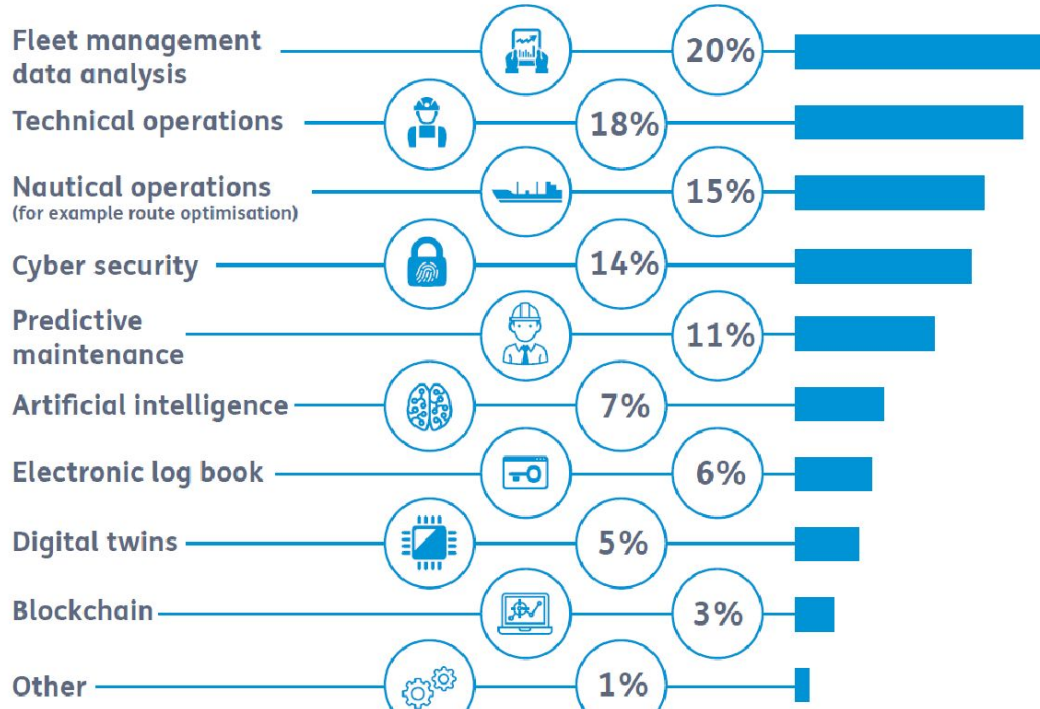 Fleet management
data analysis
20%
Technical operations
18%
Nautical operations
(for example route optimisation)
15%
Cyber security
14%
Predictive
maintenance
11%
Artificial intelligence
7%
Electronic log book
6%
Digital twins
5%
Blockchain
3%
Other
1%